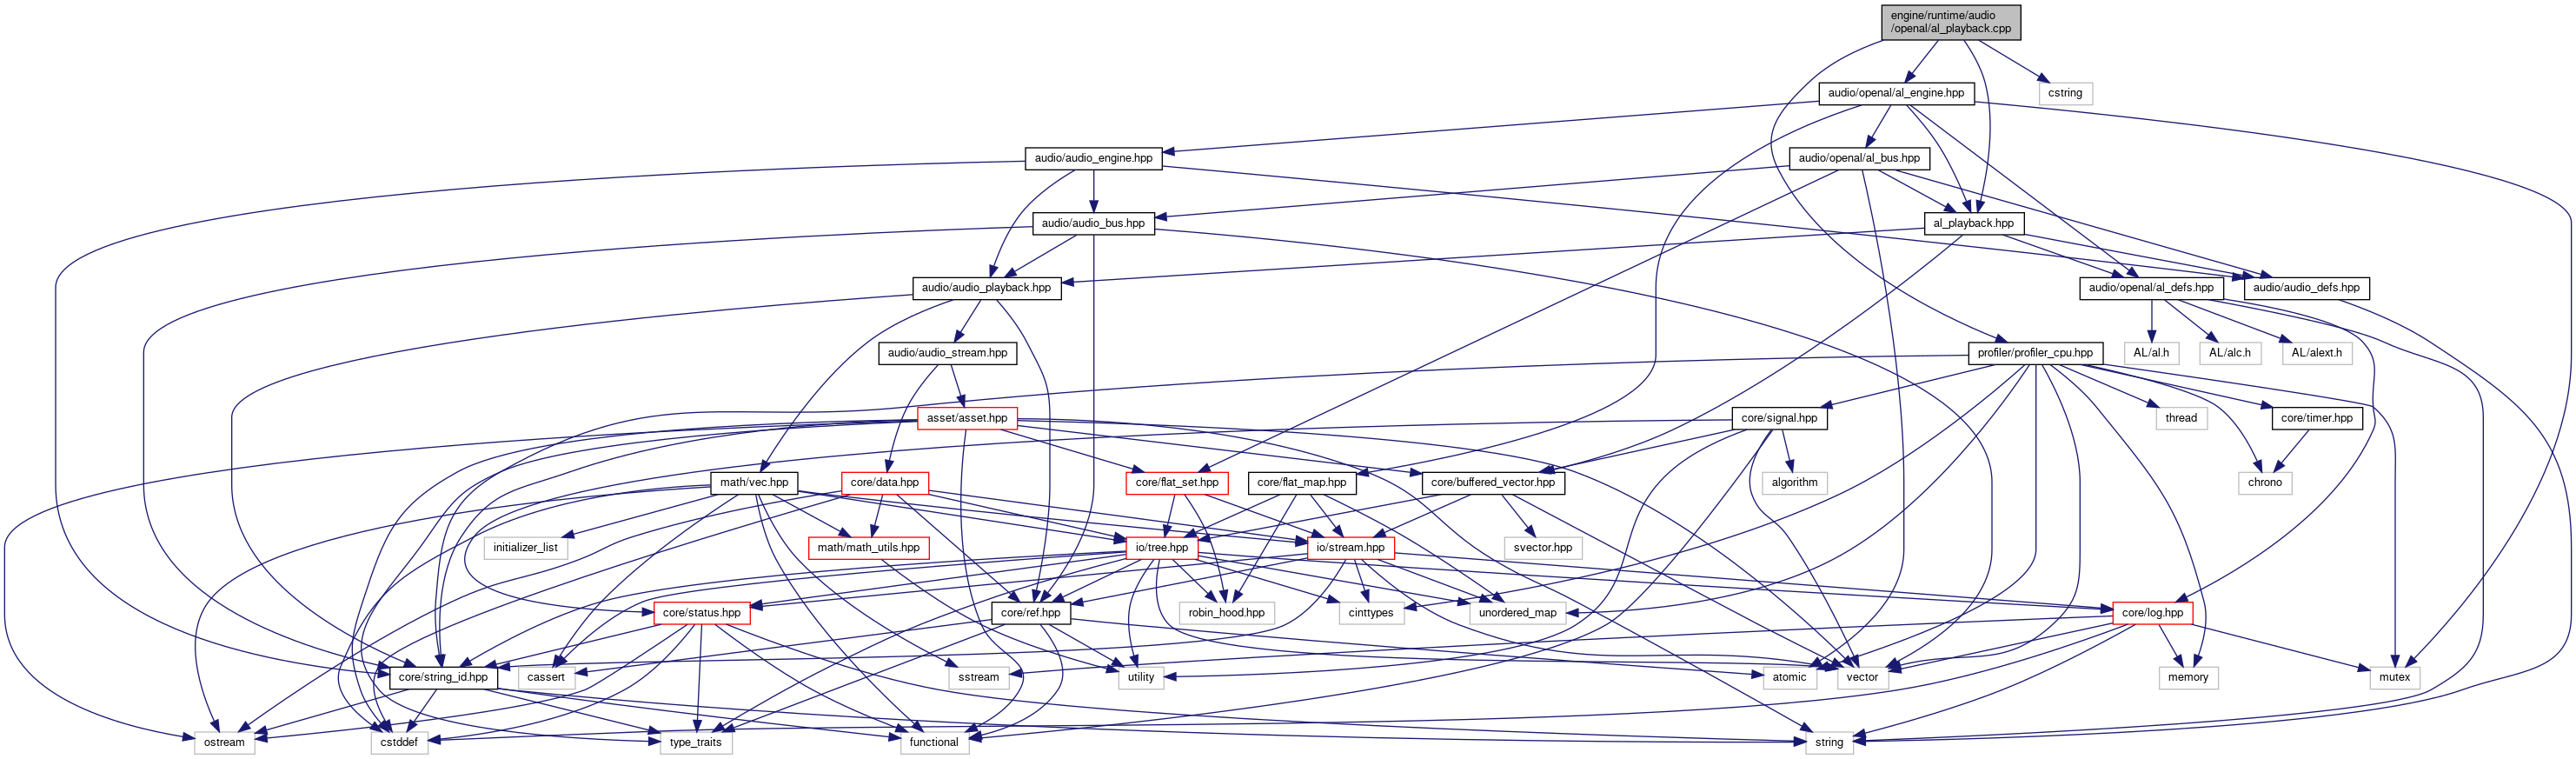 engine/runtime/audio
/openal/al_playback.cpp
audio/openal/al_engine.hpp
cstring
audio/audio_engine.hpp
audio/openal/al_bus.hpp
audio/audio_bus.hpp
al_playback.hpp
audio/audio_playback.hpp
audio/openal/al_defs.hpp
audio/audio_defs.hpp
audio/audio_stream.hpp
profiler/profiler_cpu.hpp
AL/al.h
AL/alc.h
AL/alext.h
asset/asset.hpp
core/signal.hpp
thread
core/timer.hpp
math/vec.hpp
core/data.hpp
core/flat_set.hpp
core/flat_map.hpp
core/buffered_vector.hpp
algorithm
chrono
initializer_list
math/math_utils.hpp
io/tree.hpp
io/stream.hpp
svector.hpp
core/status.hpp
core/ref.hpp
robin_hood.hpp
cinttypes
unordered_map
core/log.hpp
core/string_id.hpp
cassert
sstream
utility
atomic
vector
memory
mutex
ostream
cstddef
type_traits
functional
string